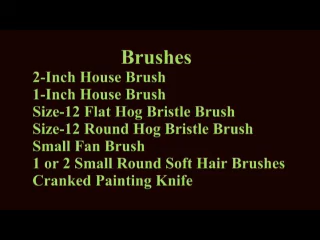 Brushes
2-Inch House Brush
1-Inch House Brush
Size-12 Flat Hog Bristle Brush
Size-12 Round Hog Bristle Brush
Small Fan Brush
1 or 2 Small Round Soft Hair Brushes
Cranked Painting Knife